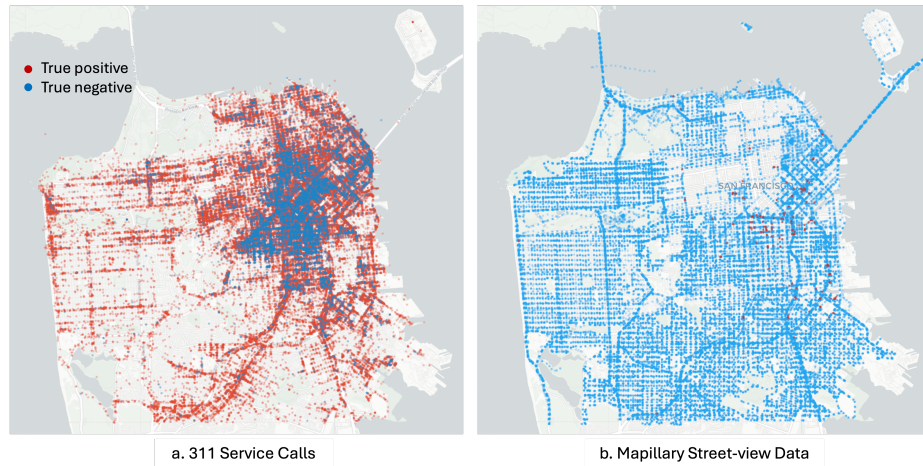 True positive
True negative
SAN FRANCISCO
a. 311 Service Calls
b. Mapillary Street-view Data